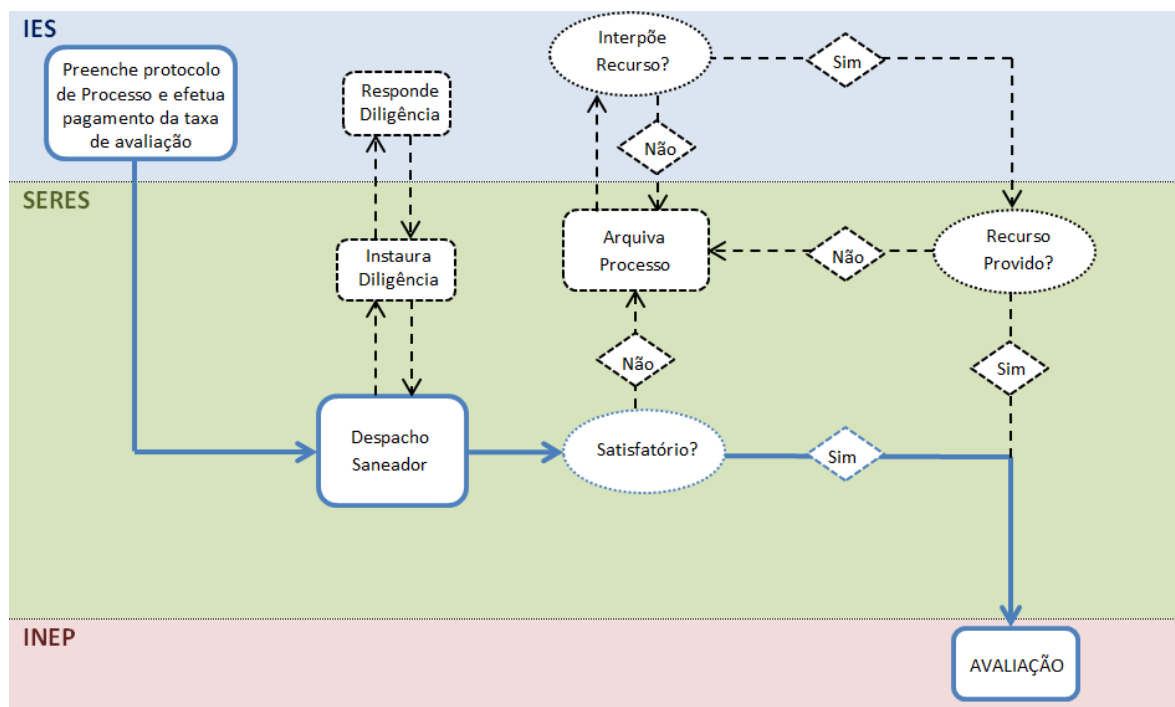 IES
Preenche protocolo
de Processo e efetua
pagamento da taxa
de avaliação
Responde
Diligência
Interpõe
Recurso?
Sim
Não
SERES
Instaura
Diligência
Arquiva
Processo
Não
Recurso
Provido?
Não
Sim
Despacho
Saneador
Satisfatório?
Sim
INEP
AVALIAÇÃO